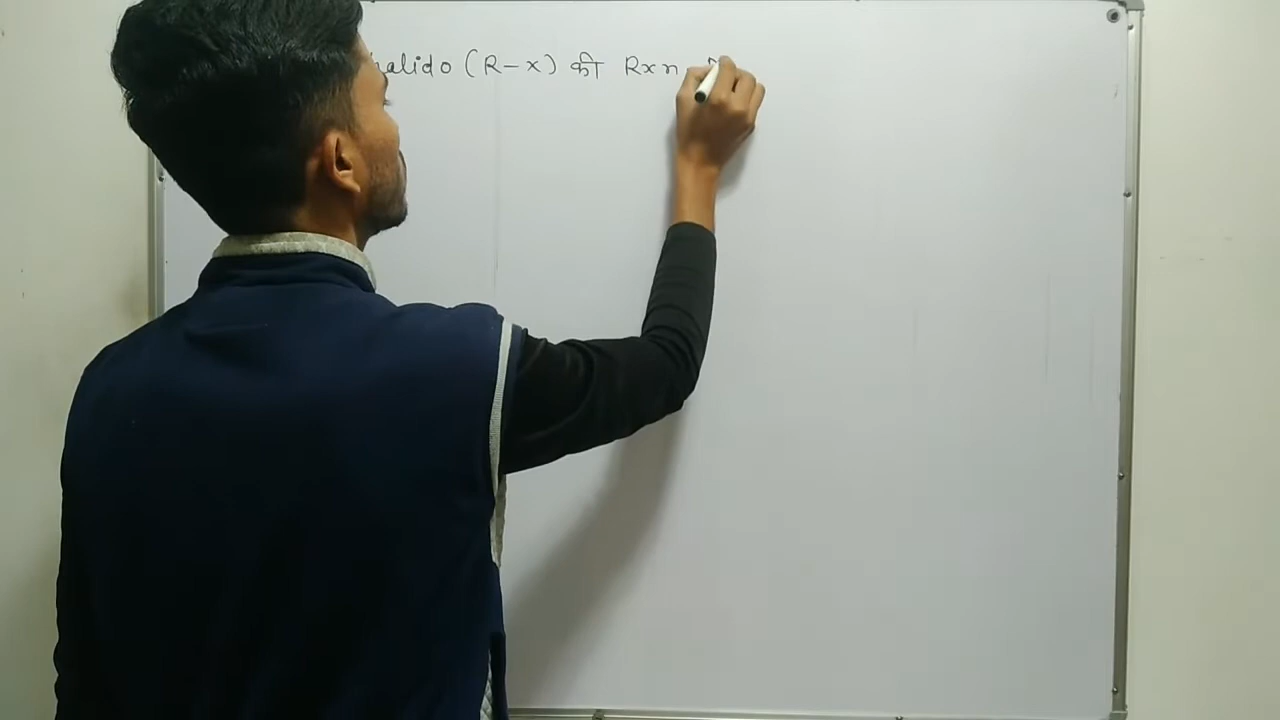 halido (R-x) की Rxn